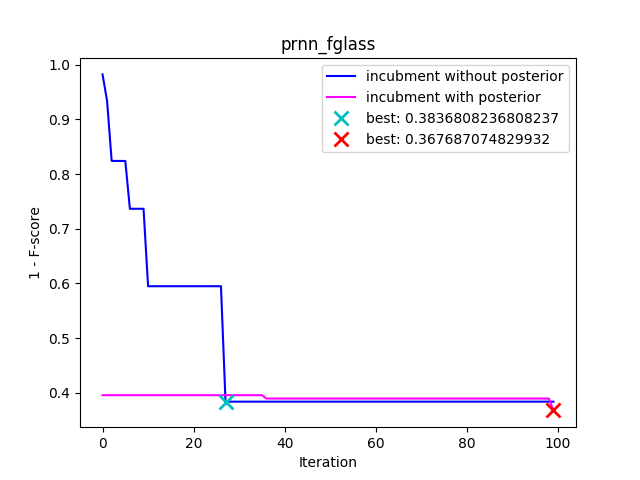 prnn_fglass
1 - F-score
1.0
0.9
0.8
0.7
0.6
0.5
0.4
incubment without posterior
incubment with posterior
best: 0.3836808236808237
best: 0.367687074829932
0 20 40 60 80 100
Iteration